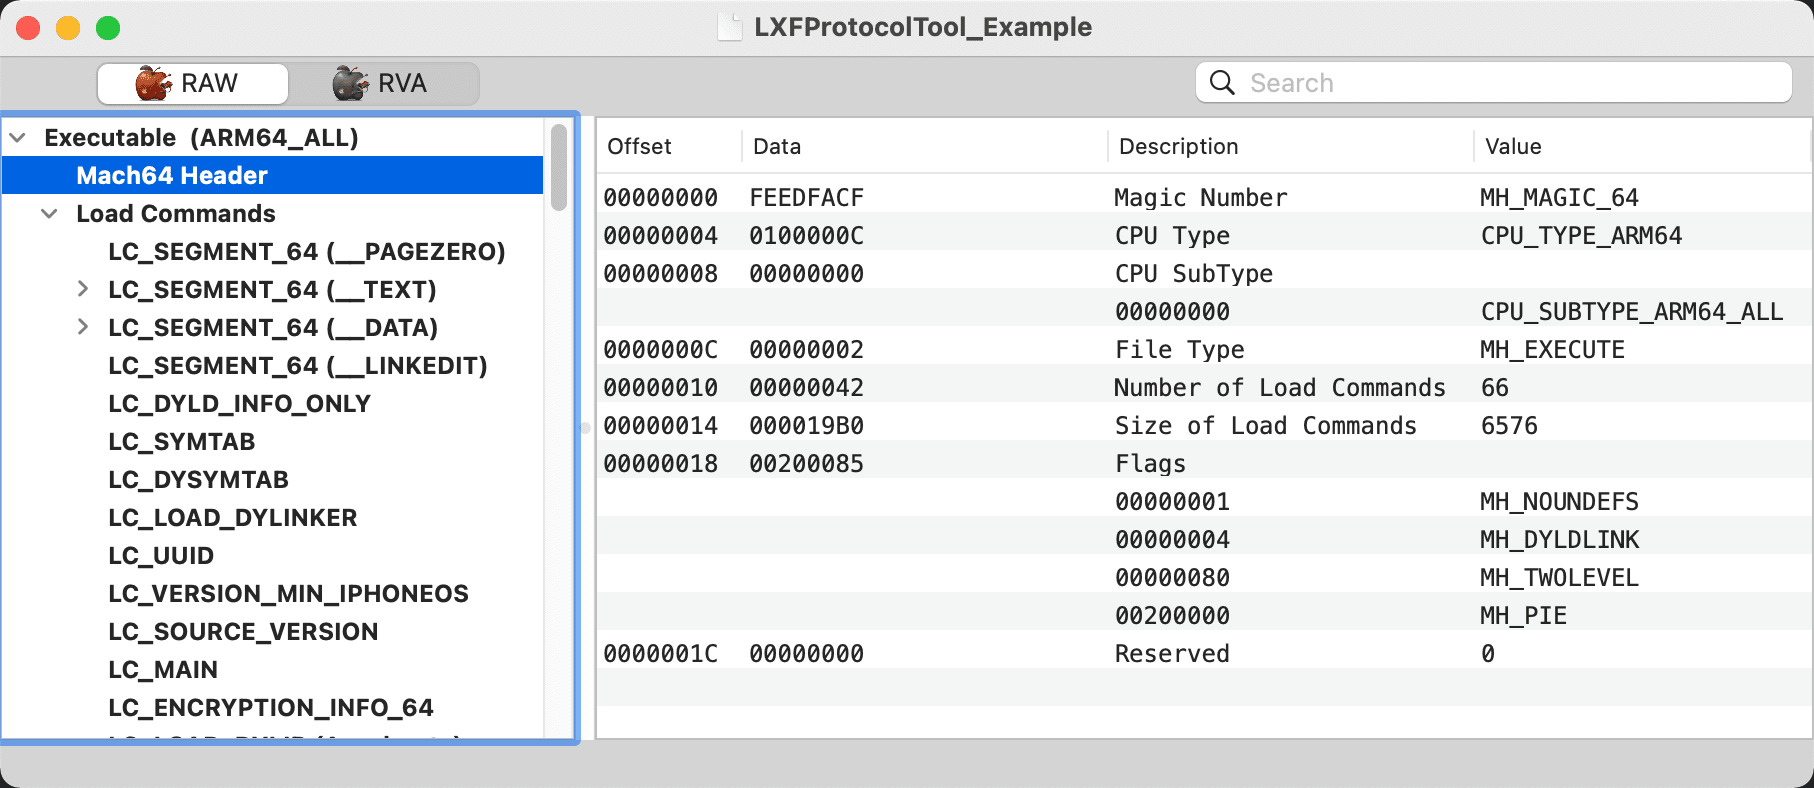 LXFProtocolTool_Example
RAW
RVA
Search
Executable (ARM64_ALL)
Mach64 Header
Load Commands
LC_SEGMENT_64 (__PAGEZERO)
LC_SEGMENT_64 (__TEXT)
LC_SEGMENT_64 (__DATA)
LC_SEGMENT_64 (__LINKEDIT)
LC_DYLD_INFO_ONLY
LC_SYMTAB
LC_DYSYMTAB
LC_LOAD_DYLINKER
LC_UUID
LC_VERSION_MIN_IPHONEOS
LC_SOURCE_VERSION
LC_MAIN
LC_ENCRYPTION_INFO_64
Offset Data Description Value
00000000 FEEDFACF Magic Number MH_MAGIC_64
00000004 0100000C CPU Type CPU_TYPE_ARM64
00000008 00000000 CPU SubType
00000000 CPU_SUBTYPE_ARM64_ALL
0000000C 00000002 File Type MH_EXECUTE
00000010 00000042 Number of Load Commands 66
00000014 000019B0 Size of Load Commands 6576
00000018 00200085 Flags
00000001 MH_NOUNDEFS
00000004 MH_DYLDLINK
00000080 MH_TWOLEVEL
00200000 MH_PIE
0000001C 00000000 Reserved 0